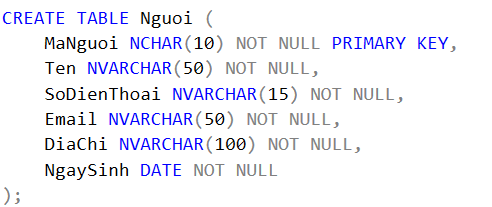 CREATE TABLE Nguoi (
    MaNguoi NCHAR(10) NOT NULL PRIMARY KEY,
    Ten NVARCHAR(50) NOT NULL,
    SoDienThoai NVARCHAR(15) NOT NULL,
    Email NVARCHAR(50) NOT NULL,
    DiaChi NVARCHAR(100) NOT NULL,
    NgaySinh DATE NOT NULL
);